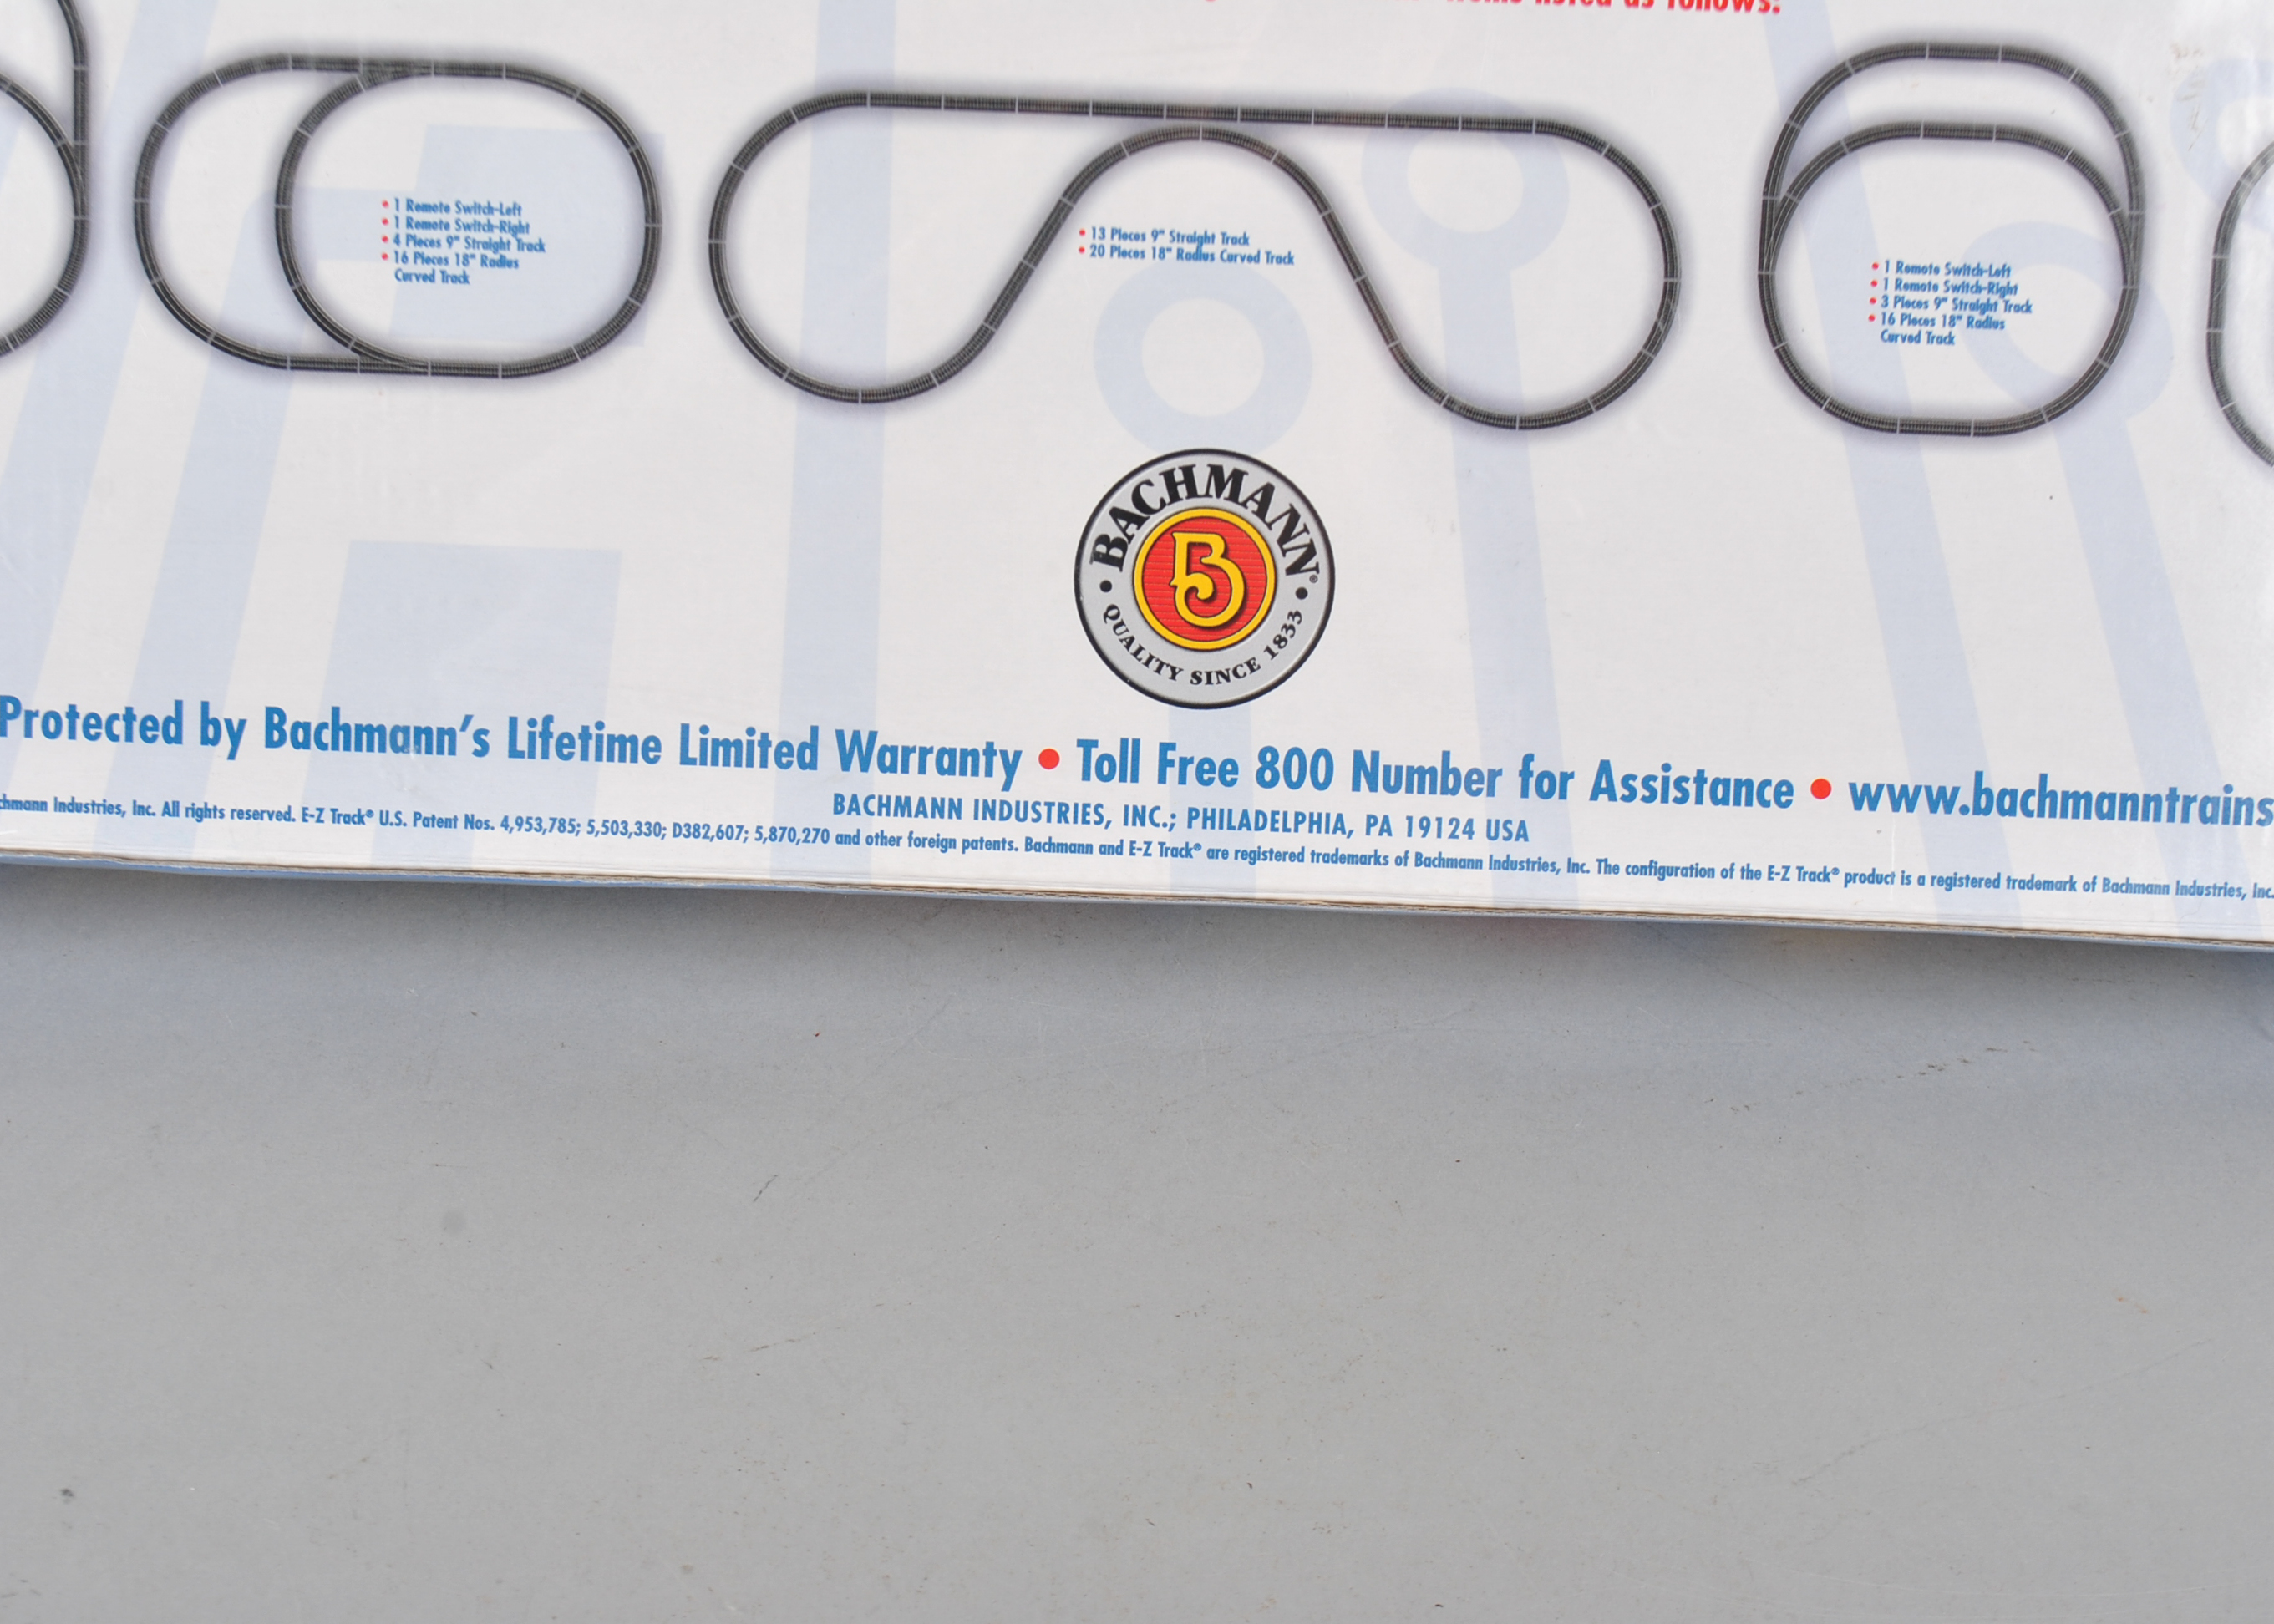 listed as follows:
• 1 Remote Switch-Left
• 1 Remote Switch-Right
• 4 Pieces 9" Straight Track
• 16 Pieces 18" Radius
Curved Track
• 13 Pieces 9" Straight Track
• 20 Pieces 18" Radius Curved Track
• 1 Remote Switch-Left
• 1 Remote Switch-Right
• 3 Pieces 9" Straight Track
• 16 Pieces 18" Radius
Curved Track
• BACHMANN® •
B
QUALITY SINCE 1833
Protected by Bachmann's Lifetime Limited Warranty • Toll Free 800 Number for Assistance • www.bachmanntrains
BACHMANN INDUSTRIES, INC.; PHILADELPHIA, PA 19124 USA
chmann Industries, Inc. All rights reserved. E-Z Track® U.S. Patent Nos. 4,953,785; 5,503,330; D382,607; 5,870,270 and other foreign patents. Bachmann and E-Z Track® are registered trademarks of Bachmann Industries, Inc. The configuration of the E-Z Track® product is a registered trademark of Bachmann Industries, Inc.